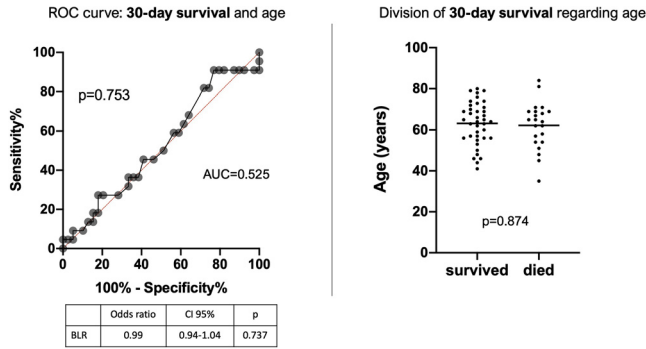 ROC curve: 30-day survival and age
p=0.753
AUC=0.525
Sensitivity%
100
80
60
40
20
0
0 20 40 60 80 100
100% - Specificity%
Odds ratio CI 95% p
BLR 0.99 0.94-1.04 0.737
Division of 30-day survival regarding age
Age (years)
100
80
60
40
20
0
p=0.874
survived died